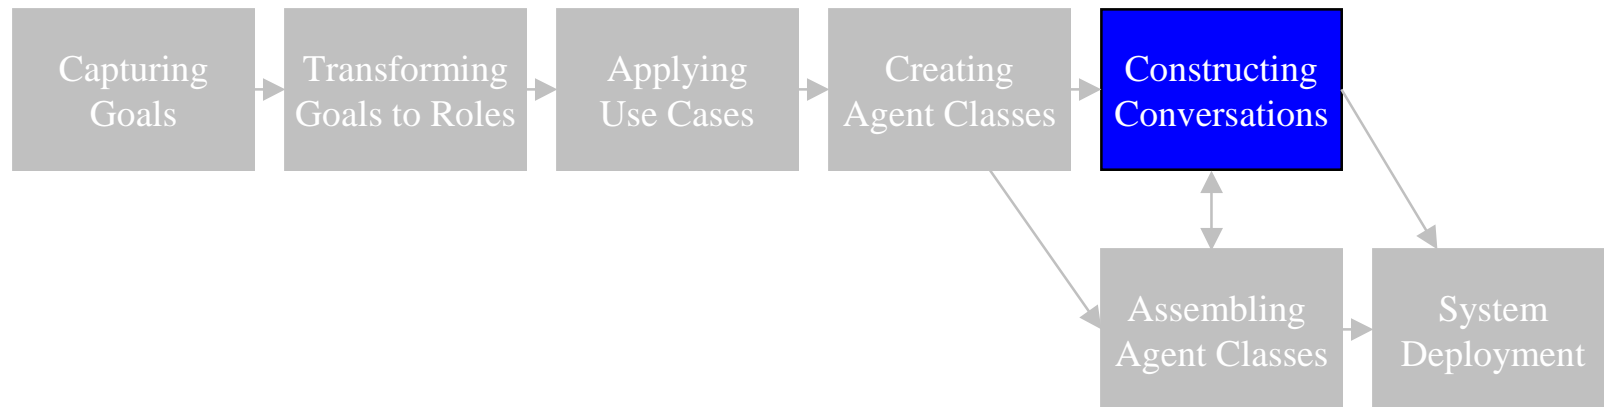 Capturing
Goals
Transforming
Goals to Roles
Applying
Use Cases
Creating
Agent Classes
Constructing
Conversations
Assembling
Agent Classes
System
Deployment